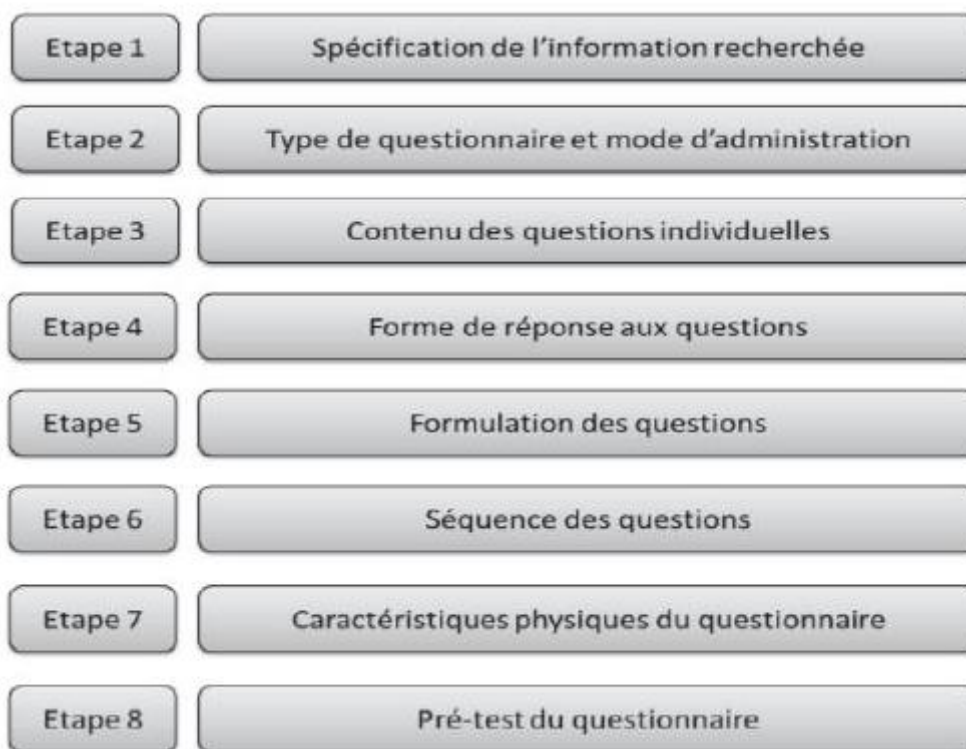 Etape 1 Spécification de l'information recherchée
Etape 2 Type de questionnaire et mode d'administration
Etape 3 Contenu des questions individuelles
Etape 4 Forme de réponse aux questions
Etape 5 Formulation des questions
Etape 6 Séquence des questions
Etape 7 Caractéristiques physiques du questionnaire
Etape 8 Pré-test du questionnaire